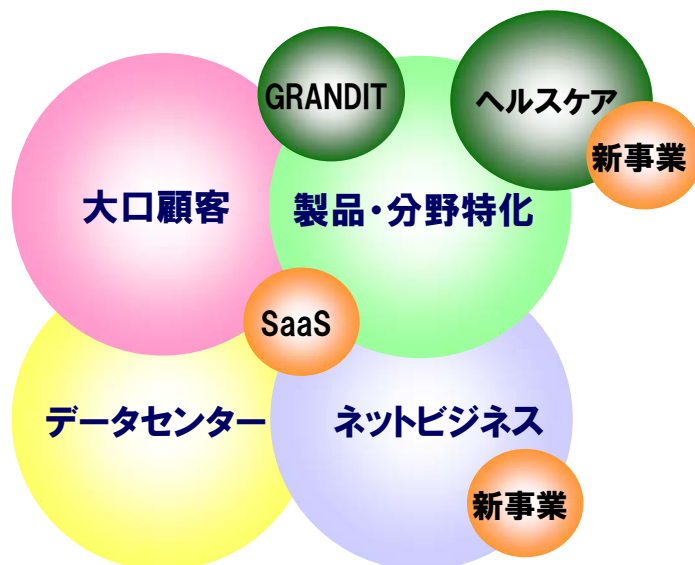 GRANDIT
ヘルスケア
新事業
大口顧客
製品・分野特化
SaaS
データセンター
ネットビジネス
新事業